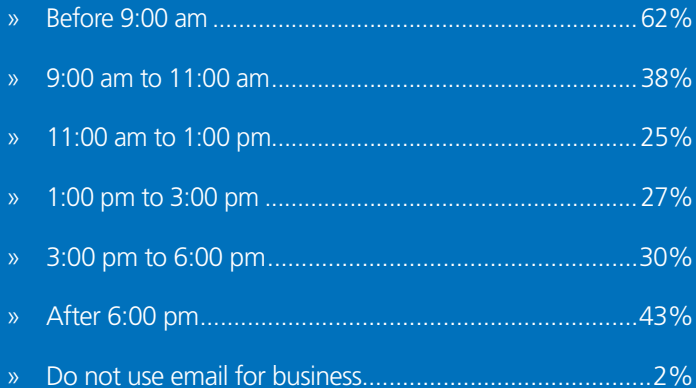 » Before 9:00 am ........................................................................ 62%
» 9:00 am to 11:00 am............................................................. 38%
» 11:00 am to 1:00 pm............................................................. 25%
» 1:00 pm to 3:00 pm .............................................................. 27%
» 3:00 pm to 6:00 pm..............................................................30%
» After 6:00 pm.........................................................................43%
» Do not use email for business..........................................2%